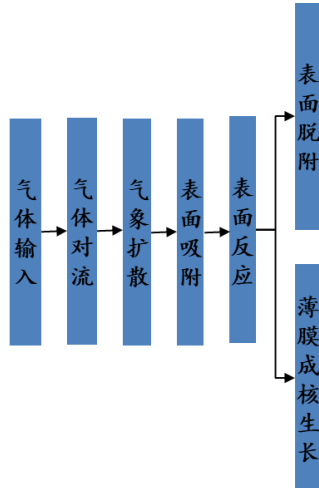 气体输入
气体对流
气象扩散
表面吸附
表面反应
表面脱附
薄膜成核生长